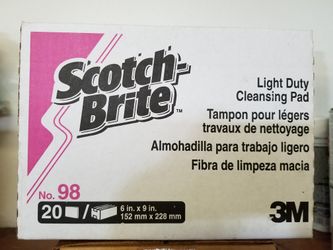 Scotch-
Brite™
Light Duty
Cleansing Pad
Tampon pour légers
travaux de nettoyage
Almohadilla para trabajo ligero
Fibra de limpeza macia
No. 98
20 / 6 in. x 9 in.
152 mm x 228 mm
3M